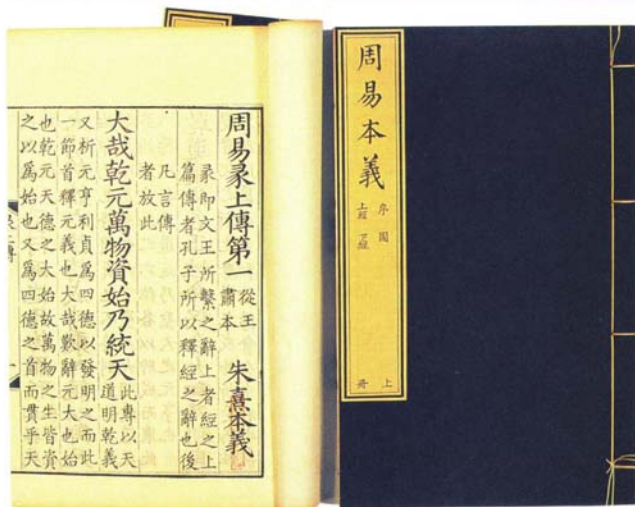 周易本義
序圖
上經 下經
上冊
周易彖上傳第一
從王
肅本
朱熹本義
彖即文王所繫之辭上者經之上
篇傳者孔子所以釋經之辭也後
凡言傳
者放此
大哉乾元萬物資始乃統天
此專以天
道明乾義
又析元亨利貞爲四德以發明之而此
一節首釋元義也大哉歎辭元大也始
也乾元天德之大始故萬物之生皆資
之以爲始也又爲四德之首而貫乎天